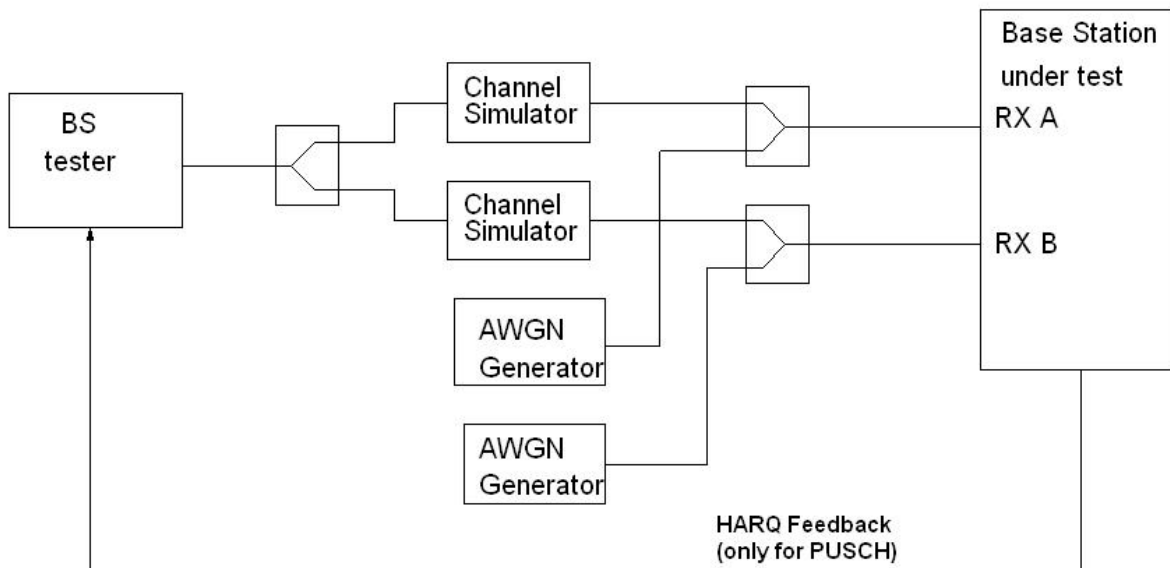 BS
tester
Channel
Simulator
Channel
Simulator
AWGN
Generator
AWGN
Generator
Base Station
under test
RX A
RX B
HARQ Feedback
(only for PUSCH)